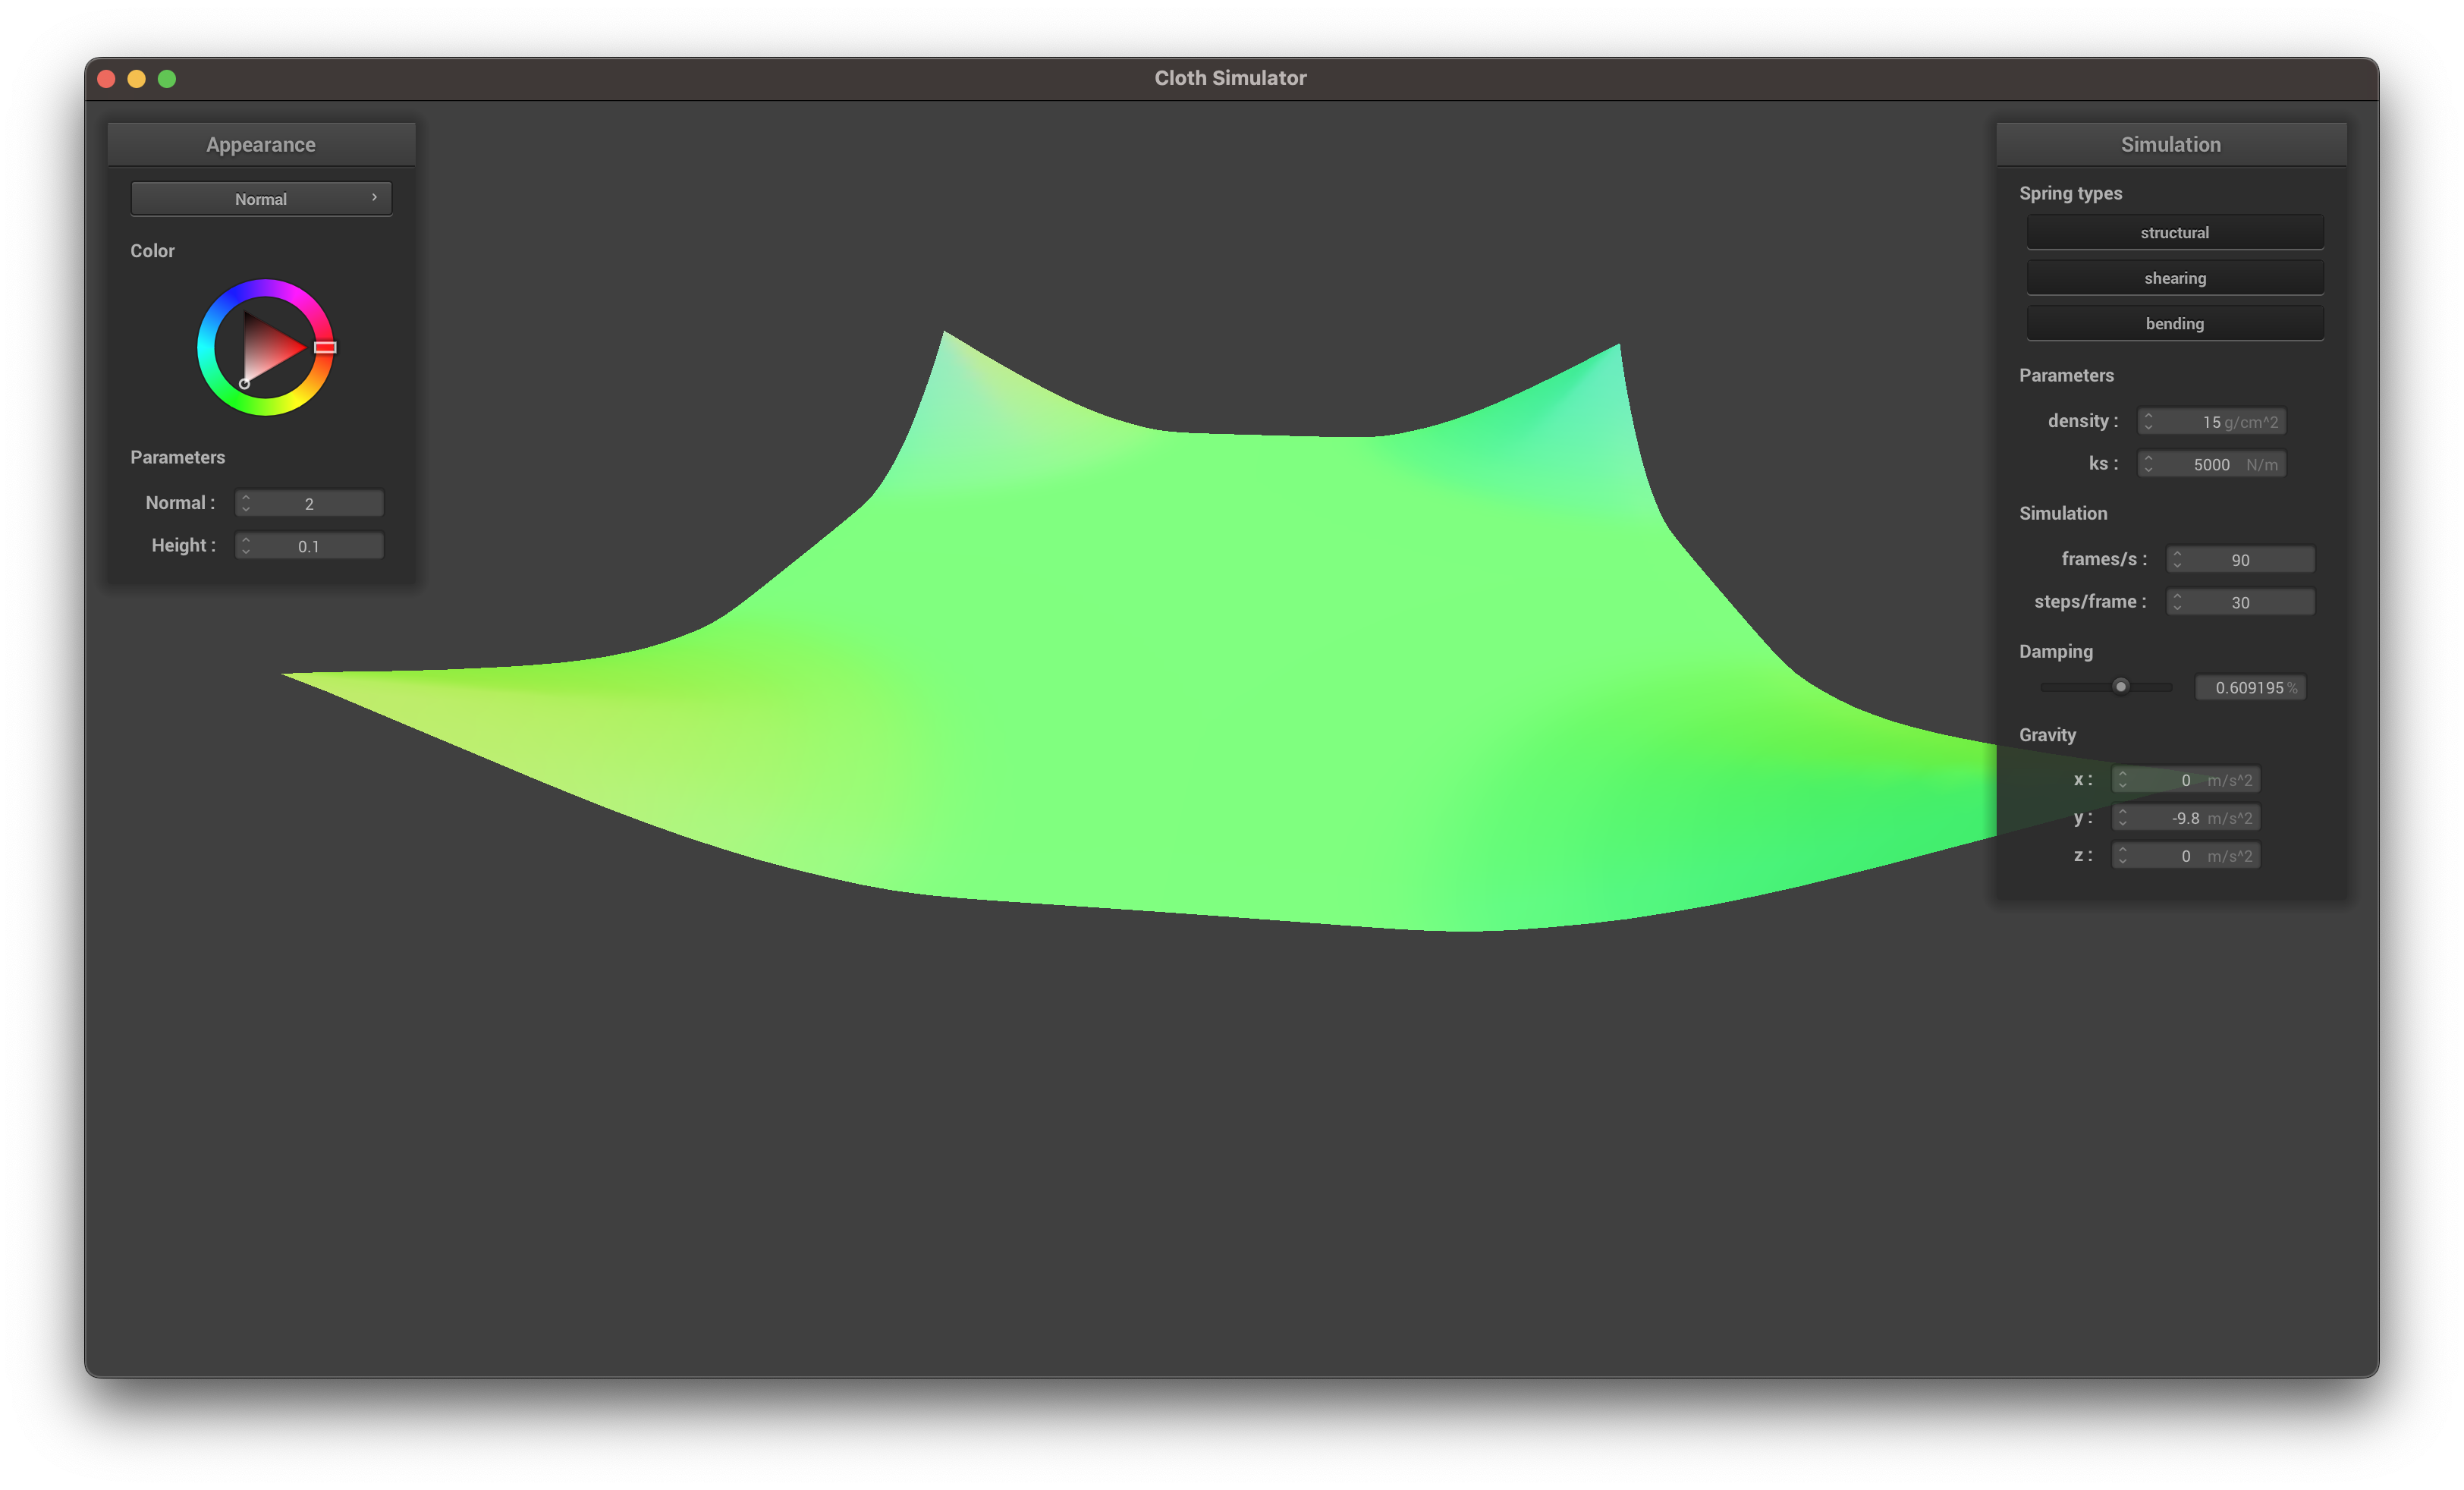 Cloth Simulator
Appearance
Normal
Color
Parameters
Normal : 2
Height : 0.1
Simulation
Spring types
structural
shearing
bending
Parameters
density : 15 g/cm^2
ks : 5000 N/m
Simulation
frames/s : 90
steps/frame : 30
Damping
0.609195 %
Gravity
x : 0 m/s^2
y : -9.8 m/s^2
z : 0 m/s^2